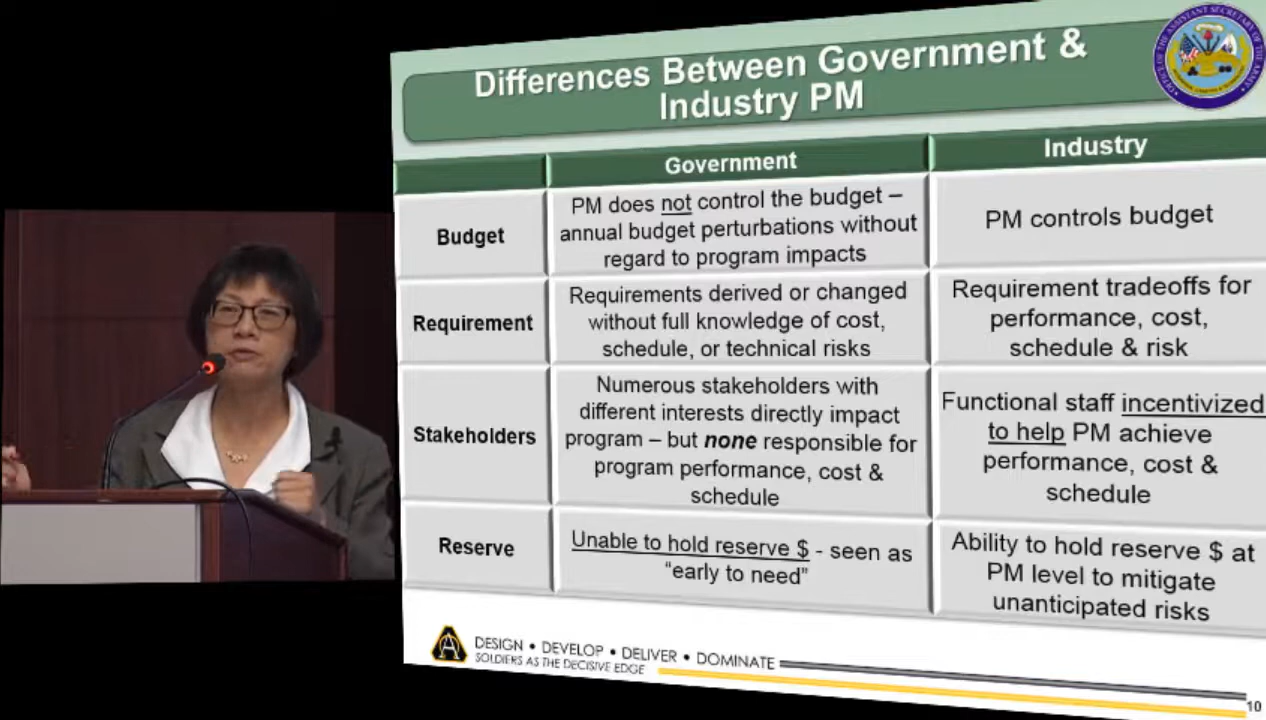 Differences Between Government &
Industry PM
Government
Industry
Budget
PM does not control the budget –
annual budget perturbations without
regard to program impacts
PM controls budget
Requirement
Requirements derived or changed
without full knowledge of cost,
schedule, or technical risks
Requirement tradeoffs for
performance, cost,
schedule & risk
Stakeholders
Numerous stakeholders with
different interests directly impact
program – but none responsible for
program performance, cost &
schedule
Functional staff incentivized
to help PM achieve
performance, cost &
schedule
Reserve
Unable to hold reserve $ - seen as
“early to need”
Ability to hold reserve $ at
PM level to mitigate
unanticipated risks
DESIGN • DEVELOP • DELIVER • DOMINATE
SOLDIERS AS THE DECISIVE EDGE
10